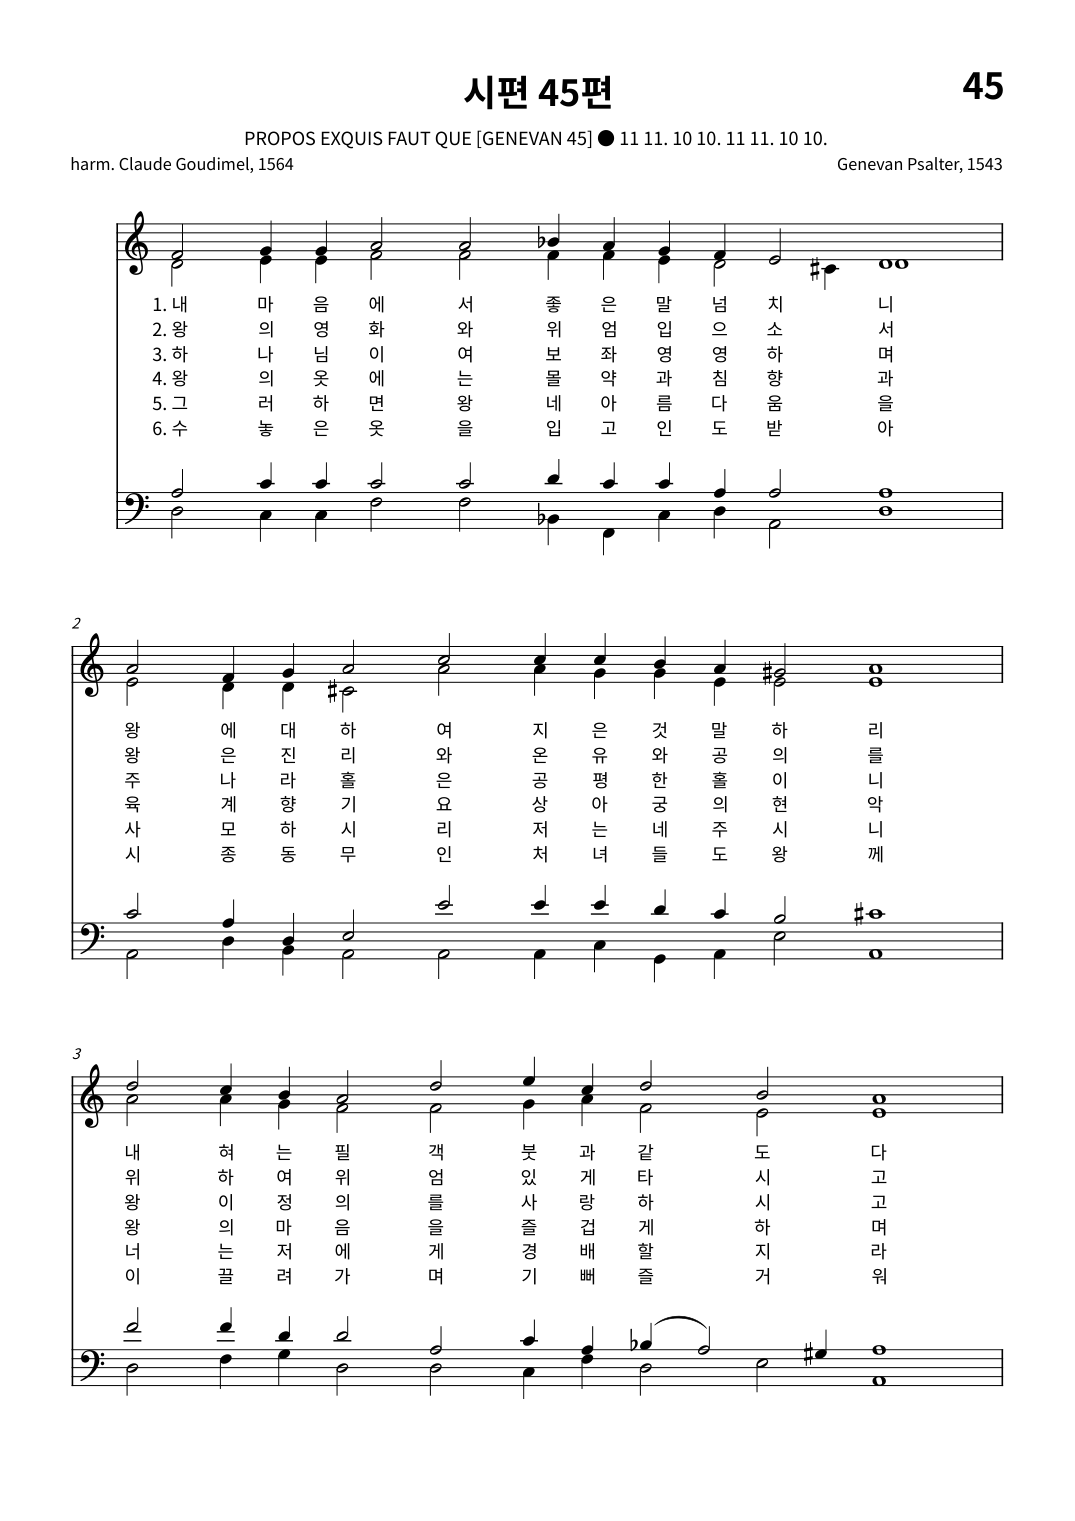 시편 45편
45
PROPOS EXQUIS FAUT QUE [GENEVAN 45] ● 11 11. 10 10. 11 11. 10 10.
harm. Claude Goudimel, 1564
Genevan Psalter, 1543
1. 내 마 음 에 서 좋 은 말 넘 치 니
2. 왕 의 영 화 와 위 엄 입 으 소 서
3. 하 나 님 이 여 보 좌 영 영 하 며
4. 왕 의 옷 에 는 몰 약 과 침 향 과
5. 그 러 하 면 왕 네 아 름 다 움 을
6. 수 놓 은 옷 을 입 고 인 도 받 아
2
왕 에 대 하 여 지 은 것 말 하 리
왕 은 진 리 와 온 유 와 공 의 를
주 나 라 홀 은 공 평 한 홀 이 니
육 계 향 기 요 상 아 궁 의 현 악
사 모 하 시 리 저 는 네 주 시 니
시 종 동 무 인 처 녀 들 도 왕 께
3
내 혀 는 필 객 붓 과 같 도 다
위 하 여 위 엄 있 게 타 시 고
왕 이 정 의 를 사 랑 하 시 고
왕 의 마 음 을 즐 겁 게 하 며
너 는 저 에 게 경 배 할 지 라
이 끌 려 가 며 기 뻐 즐 거 워